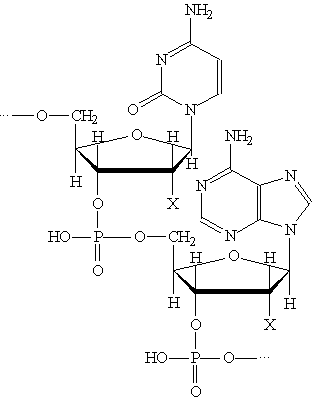 NH2
N
O N
··· O CH2 O
H H H H
NH2
O X
N N
HO P O CH2 N N
O O
H H H H
O X
HO P O ···
O